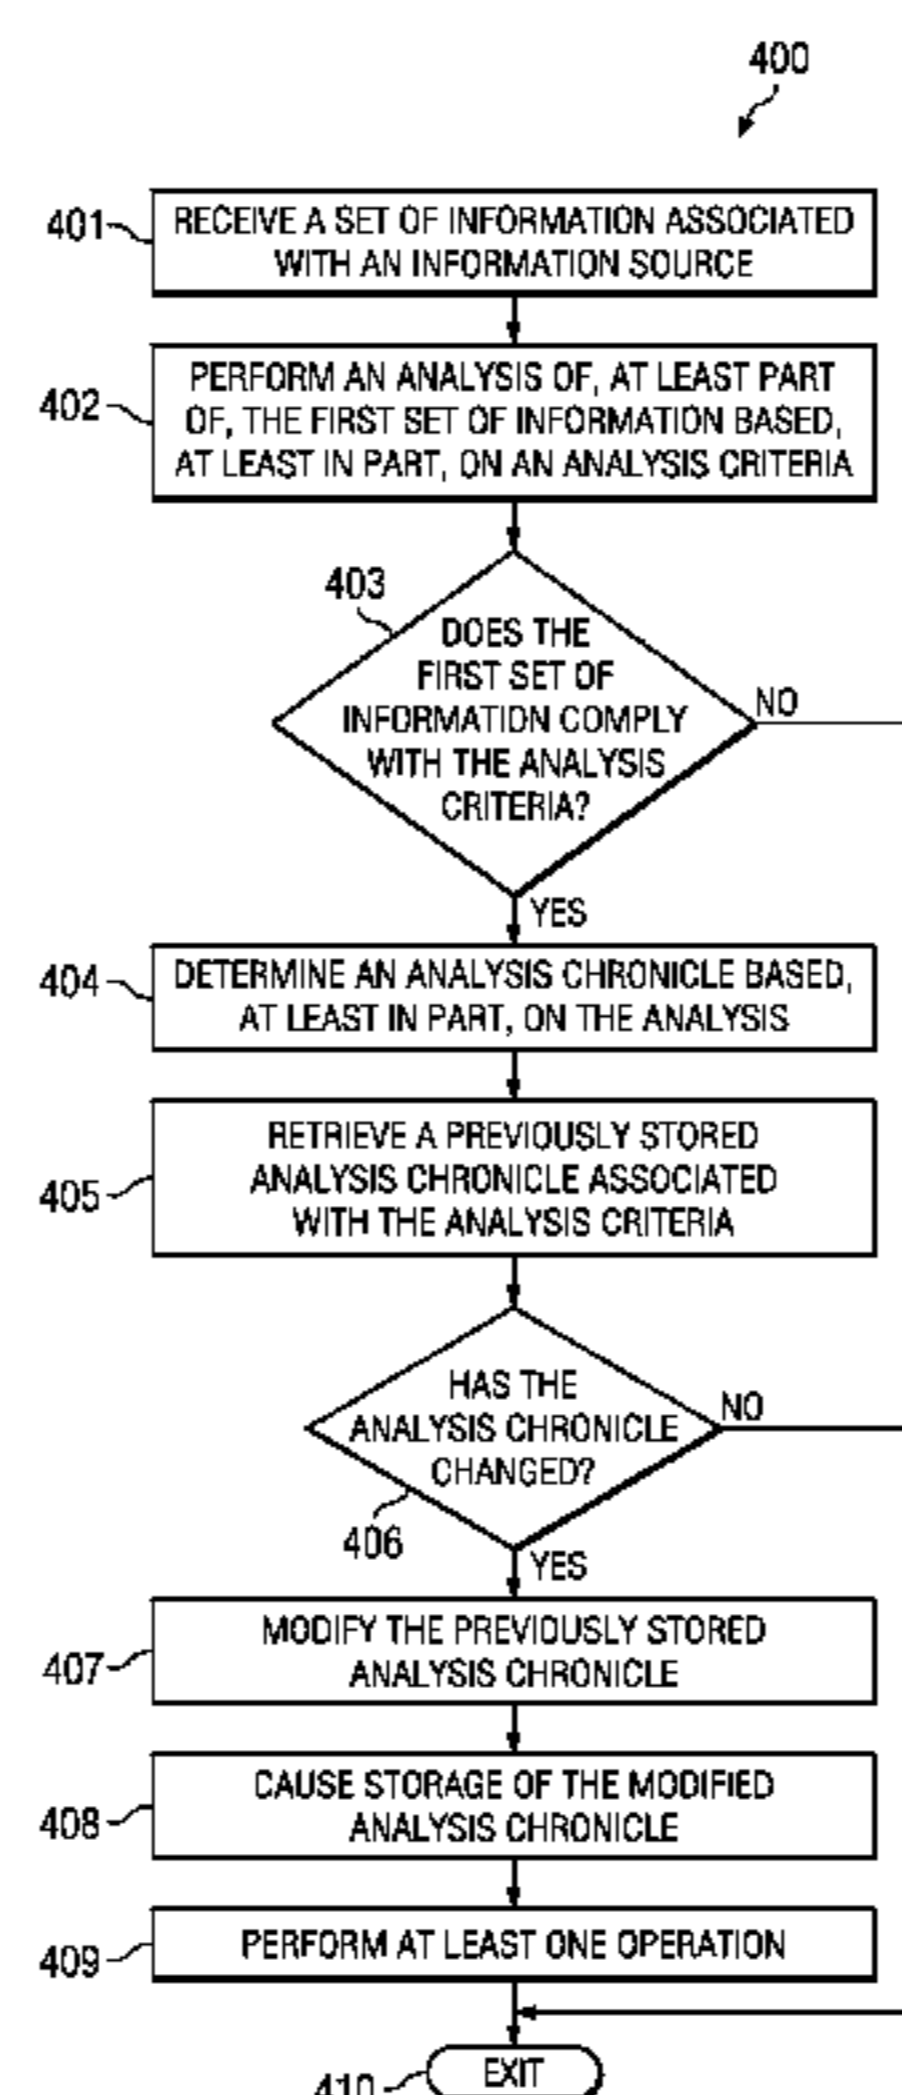 400
401
RECEIVE A SET OF INFORMATION ASSOCIATED
WITH AN INFORMATION SOURCE
402
PERFORM AN ANALYSIS OF, AT LEAST PART
OF, THE FIRST SET OF INFORMATION BASED,
AT LEAST IN PART, ON AN ANALYSIS CRITERIA
403
DOES THE
FIRST SET OF
INFORMATION COMPLY
WITH THE ANALYSIS
CRITERIA?
NO
YES
404
DETERMINE AN ANALYSIS CHRONICLE BASED,
AT LEAST IN PART, ON THE ANALYSIS
405
RETRIEVE A PREVIOUSLY STORED
ANALYSIS CHRONICLE ASSOCIATED
WITH THE ANALYSIS CRITERIA
HAS THE
ANALYSIS CHRONICLE
CHANGED?
NO
406
YES
407
MODIFY THE PREVIOUSLY STORED
ANALYSIS CHRONICLE
408
CAUSE STORAGE OF THE MODIFIED
ANALYSIS CHRONICLE
409
PERFORM AT LEAST ONE OPERATION
410
EXIT